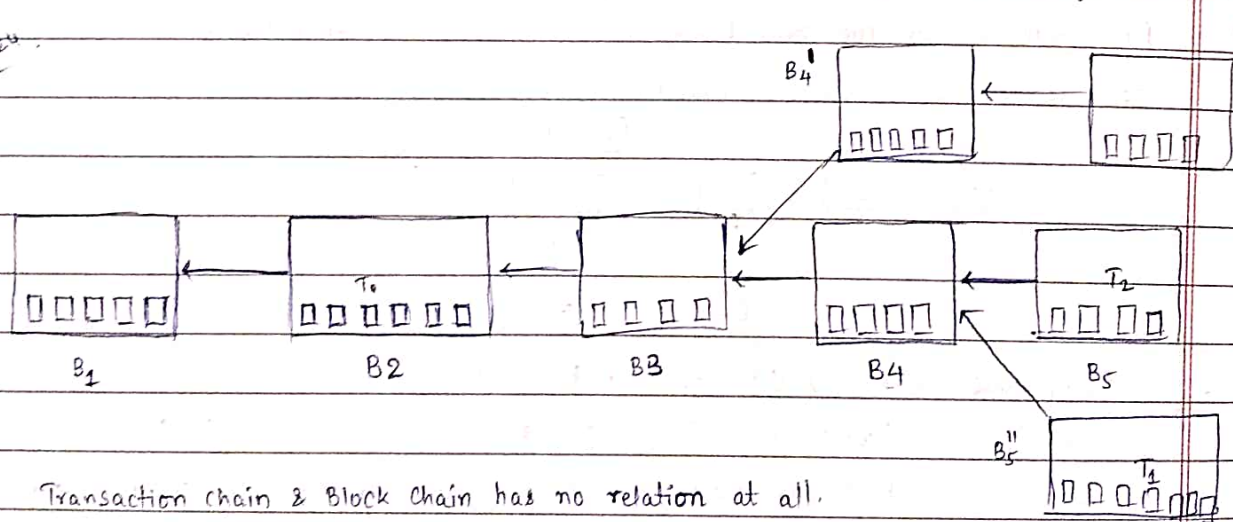 B4'
T₀
T₂
B₁ B2 B3 B4 B₅
B₅"
T₁
Transaction chain & Block Chain has no relation at all.